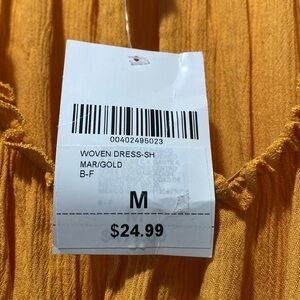 00402495023
WOVEN DRESS-SH
MAR/GOLD
B-F
M
$24.99